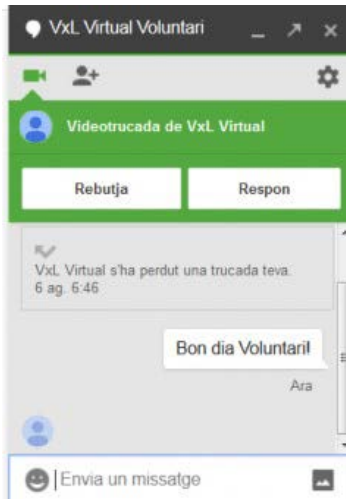 VxL Virtual Voluntari
Videotrucada de VxL Virtual
Rebutja
Respon
VxL Virtual s'ha perdut una trucada teva.
6 ag. 6:46
Bon dia Voluntari!
Ara
Envia un missatge